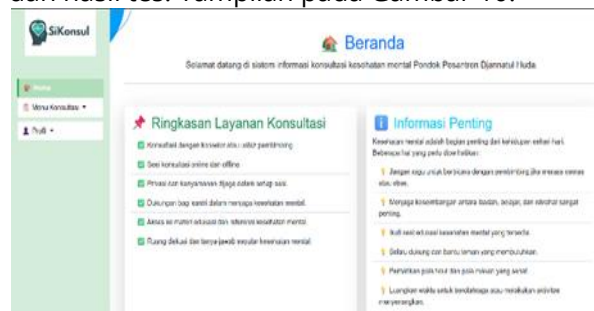 dan hasil tes. Tampilan pada Gambar 10.
SiKonsul
Home
Menu Konsultasi
Profil
Beranda
Selamat datang di sistem informasi konsultasi kesehatan mental Pondok Pesantren Djannatul Huda
Ringkasan Layanan Konsultasi
Konsultasi dengan konselor atau ustaz pembimbing
Sesi konsultasi online dan offline
Privasi dan kenyamanan dijaga dalam setiap sesi
Dukungan bagi santri dalam menjaga kesehatan mental.
Akses ke materi edukasi dan referensi kesehatan mental.
Ruang diskusi dan tanya jawab seputar kesehatan mental.
Informasi Penting
Kesehatan mental adalah bagian penting dari kehidupan sehari-hari.
Beberapa hal yang perlu diperhatikan:
Jangan ragu untuk berbicara dengan pembimbing jika merasa cemas
atau stres.
Menjaga keseimbangan antara ibadah, belajar, dan istirahat sangat
penting.
Ikuti sesi edukasi kesehatan mental yang tersedia.
Selalu dukung dan bantu teman yang membutuhkan.
Perhatikan pola tidur dan pola makan yang sehat.
Luangkan waktu untuk berolahraga atau melakukan aktivitas
menyenangkan.